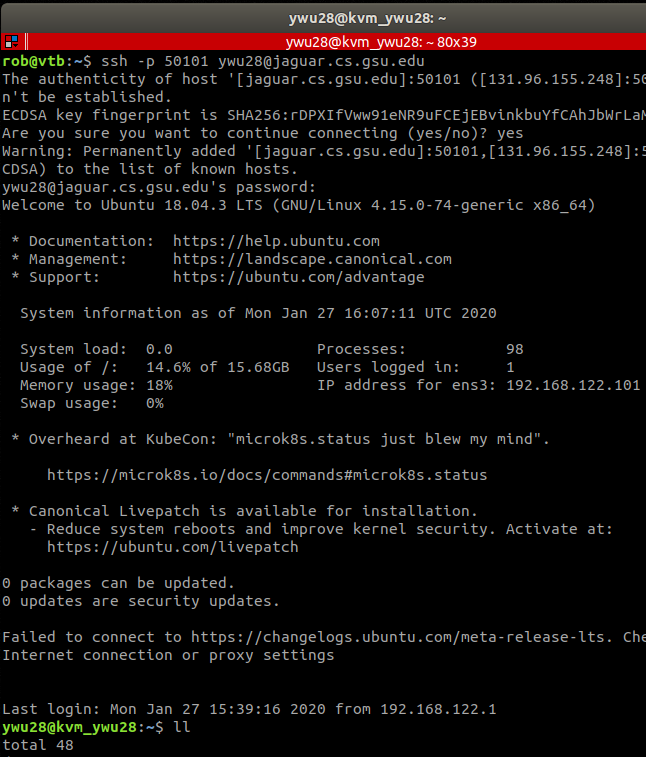 ywu28@kvm_ywu28: ~
ywu28@kvm_ywu28: ~ 80x39
rob@vtb:~$ ssh -p 50101 ywu28@jaguar.cs.gsu.edu
The authenticity of host '[jaguar.cs.gsu.edu]:50101 ([131.96.155.248]:50
n't be established.
ECDSA key fingerprint is SHA256:rDPXIfVww91eNR9uFCEjEBvinkbuYfCAhJbWrLaM
Are you sure you want to continue connecting (yes/no)? yes
Warning: Permanently added '[jaguar.cs.gsu.edu]:50101,[131.96.155.248]:5
CDSA) to the list of known hosts.
ywu28@jaguar.cs.gsu.edu's password:
Welcome to Ubuntu 18.04.3 LTS (GNU/Linux 4.15.0-74-generic x86_64)
* Documentation:  https://help.ubuntu.com
* Management:     https://landscape.canonical.com
* Support:        https://ubuntu.com/advantage
System information as of Mon Jan 27 16:07:11 UTC 2020
System load:  0.0                Processes:           98
Usage of /:   14.6% of 15.68GB   Users logged in:     1
Memory usage: 18%                IP address for ens3: 192.168.122.101
Swap usage:   0%
* Overheard at KubeCon: "microk8s.status just blew my mind".
https://microk8s.io/docs/commands#microk8s.status
* Canonical Livepatch is available for installation.
- Reduce system reboots and improve kernel security. Activate at:
https://ubuntu.com/livepatch
0 packages can be updated.
0 updates are security updates.
Failed to connect to https://changelogs.ubuntu.com/meta-release-lts. Che
Internet connection or proxy settings
Last login: Mon Jan 27 15:39:16 2020 from 192.168.122.1
ywu28@kvm_ywu28:~$ ll
total 48